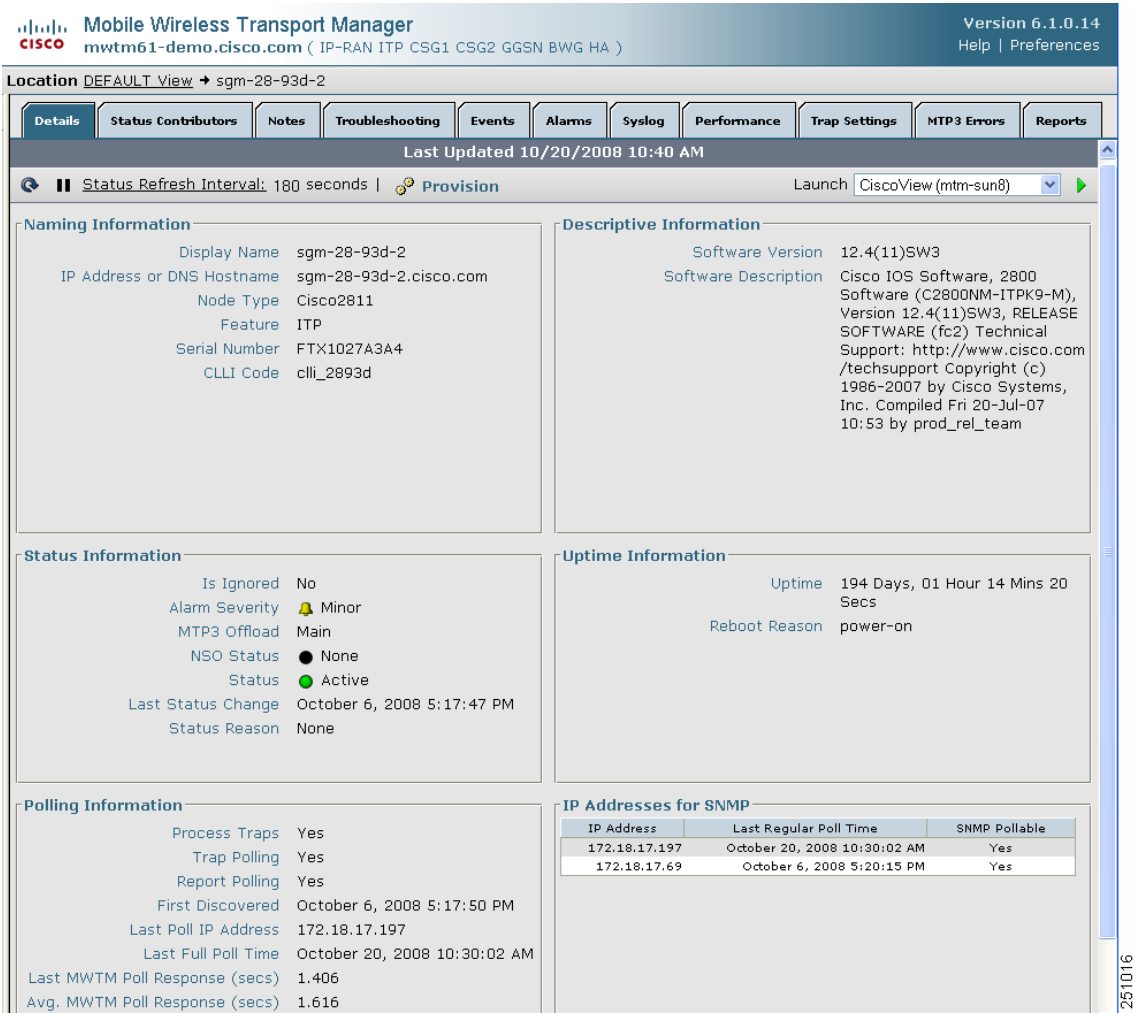 Mobile Wireless Transport Manager
Version 6.1.0.14
CISCO
mwtm61-demo.cisco.com ( IP-RAN ITP CSG1 CSG2 GGSN BWG HA )
Help | Preferences
Location DEFAULT View → sgm-28-93d-2
Details Status Contributors Notes Troubleshooting Events Alarms Syslog Performance Trap Settings MTP3 Errors Reports
Last Updated 10/20/2008 10:40 AM
Status Refresh Interval: 180 seconds | Provision
Launch CiscoView (mtm-sun8)
Naming Information
Display Name sgm-28-93d-2
IP Address or DNS Hostname sgm-28-93d-2.cisco.com
Node Type Cisco2811
Feature ITP
Serial Number FTX1027A3A4
CLLI Code clli_2893d
Descriptive Information
Software Version 12.4(11)SW3
Software Description Cisco IOS Software, 2800
Software (C2800NM-ITPK9-M),
Version 12.4(11)SW3, RELEASE
SOFTWARE (fc2) Technical
Support: http://www.cisco.com
/techsupport Copyright (c)
1986-2007 by Cisco Systems,
Inc. Compiled Fri 20-Jul-07
10:53 by prod_rel_team
Status Information
Is Ignored No
Alarm Severity Minor
MTP3 Offload Main
NSO Status None
Status Active
Last Status Change October 6, 2008 5:17:47 PM
Status Reason None
Uptime Information
Uptime 194 Days, 01 Hour 14 Mins 20
Secs
Reboot Reason power-on
Polling Information
Process Traps Yes
Trap Polling Yes
Report Polling Yes
First Discovered October 6, 2008 5:17:50 PM
Last Poll IP Address 172.18.17.197
Last Full Poll Time October 20, 2008 10:30:02 AM
Last MWTM Poll Response (secs) 1.406
Avg. MWTM Poll Response (secs) 1.616
IP Addresses for SNMP
IP Address Last Regular Poll Time SNMP Pollable
172.18.17.197 October 20, 2008 10:30:02 AM Yes
172.18.17.69 October 6, 2008 5:20:15 PM Yes
251016